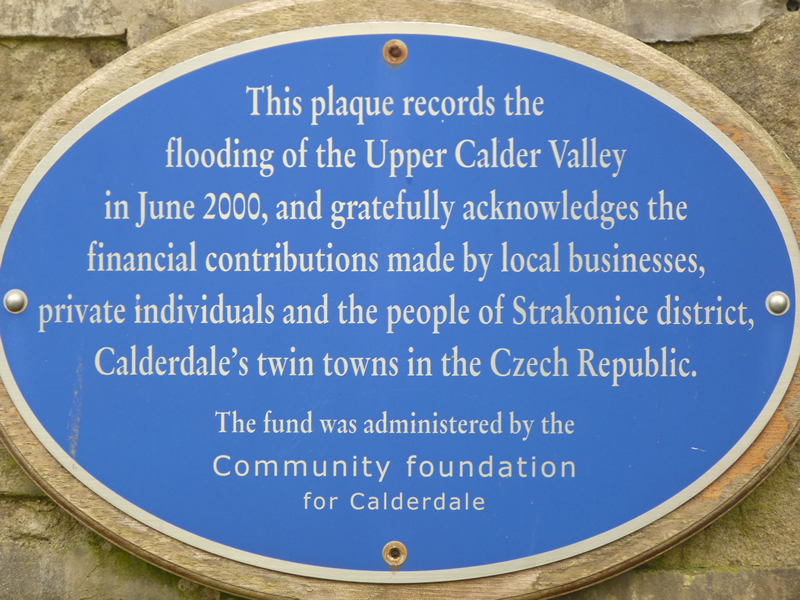 This plaque records the
flooding of the Upper Calder Valley
in June 2000, and gratefully acknowledges the
financial contributions made by local businesses,
private individuals and the people of Strakonice district,
Calderdale's twin towns in the Czech Republic.
The fund was administered by the
Community foundation
for Calderdale